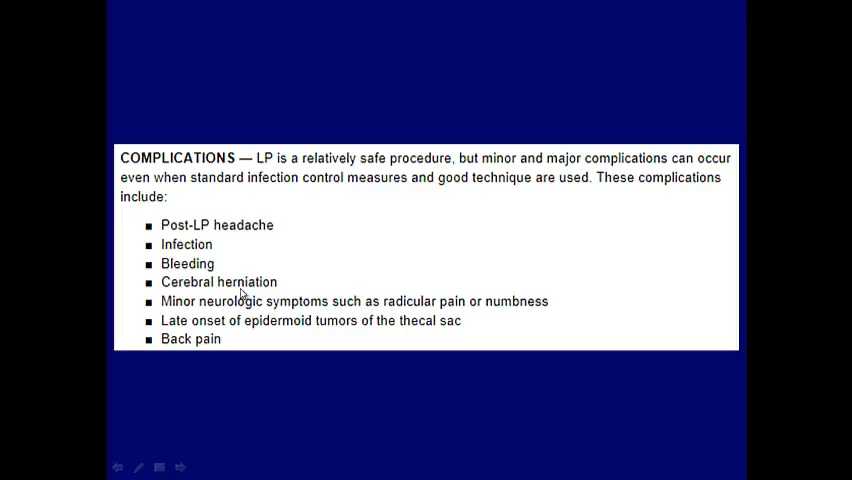 COMPLICATIONS — LP is a relatively safe procedure, but minor and major complications can occur
even when standard infection control measures and good technique are used. These complications
include:
■ Post-LP headache
■ Infection
■ Bleeding
■ Cerebral herniation
■ Minor neurologic symptoms such as radicular pain or numbness
■ Late onset of epidermoid tumors of the thecal sac
■ Back pain